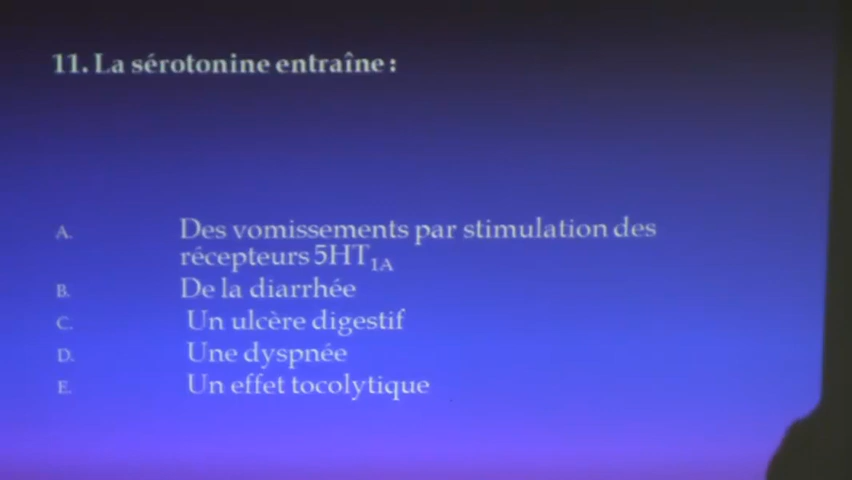 11. La sérotonine entraîne :
A. Des vomissements par stimulation des
récepteurs 5HT1A
B. De la diarrhée
C. Un ulcère digestif
D. Une dyspnée
E. Un effet tocolytique